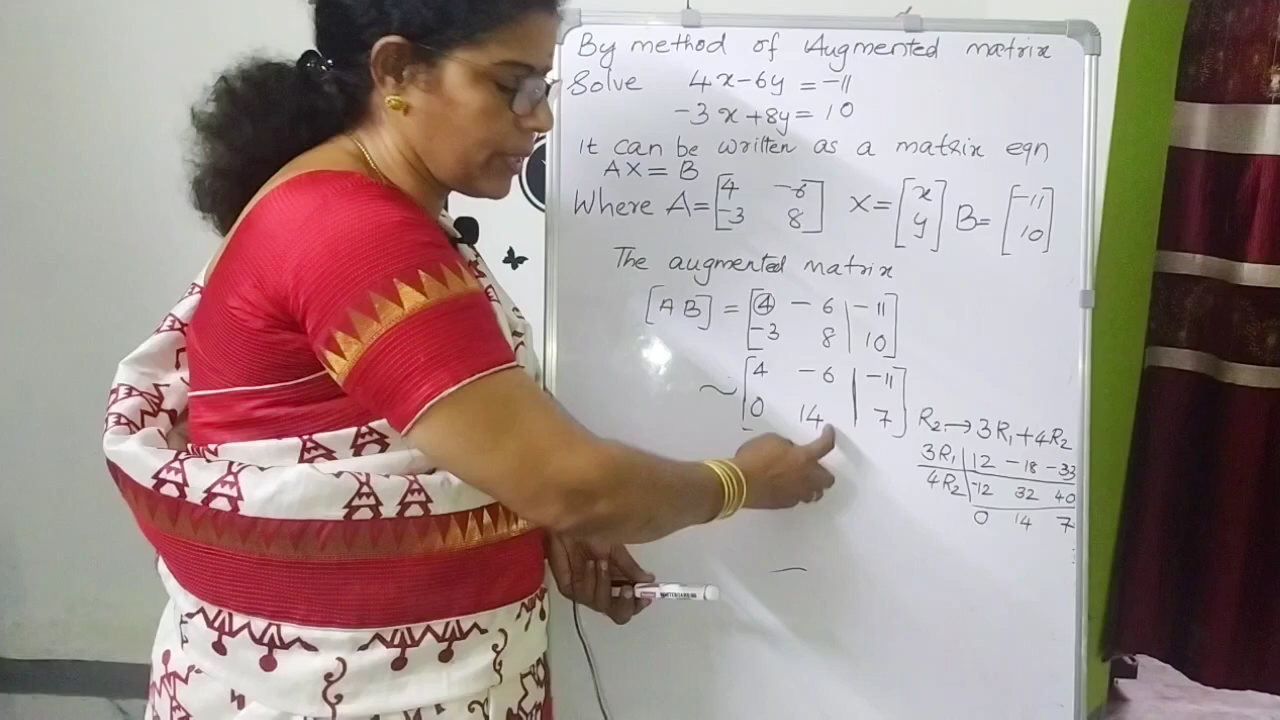 By method of Augmented matrix
Solve 4x-6y = -11
-3x+8y= 10
it can be written as a matrix eqn
AX = B
Where A= [4 -6 -3 8] X= [x y] B= [-11 10]
The augmented matrix
[A B] = [4 -6 | -11
-3 8 | 10]
~ [4 -6 | -11
0 14 | 7] R₂→3R₁+4R₂
3R₁ | 12 -18 -33
4R₂ | -12 32 40
0 14 7